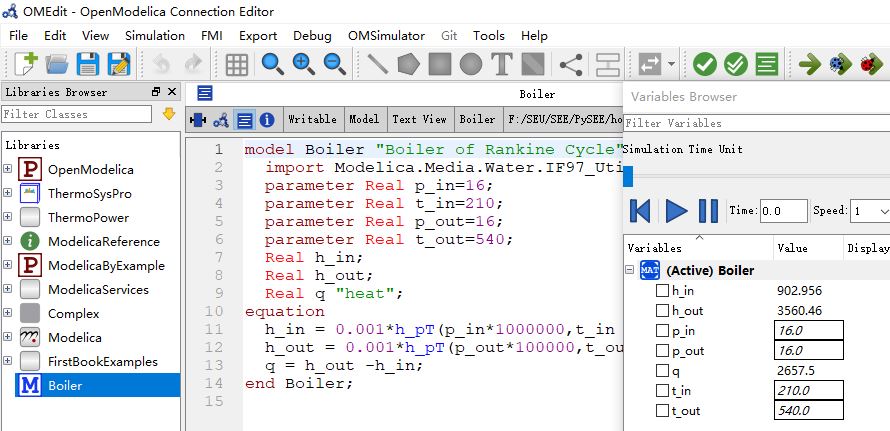 OMEdit - OpenModelica Connection Editor
File Edit View Simulation FMI Export Debug OMSimulator Git Tools Help
Libraries Browser
Filter Classes
Libraries
OpenModelica
ThermoSysPro
ThermoPower
ModelicaReference
ModelicaByExample
ModelicaServices
Complex
Modelica
FirstBookExamples
Boiler
Boiler
Writable Model Text View Boiler F:/SEU/SEE/PySEE/ho
1 model Boiler "Boiler of Rankine Cycle"
2 import Modelica.Media.Water.IF97_Uti
3 parameter Real p_in=16;
4 parameter Real t_in=210;
5 parameter Real p_out=16;
6 parameter Real t_out=540;
7 Real h_in;
8 Real h_out;
9 Real q "heat";
10 equation
11 h_in = 0.001*h_pT(p_in*1000000,t_in
12 h_out = 0.001*h_pT(p_out*100000,t_ou
13 q = h_out -h_in;
14 end Boiler;
15
Variables Browser
Filter Variables
Simulation Time Unit
Time: 0.0 Speed: 1
Variables Value Display
MAT (Active) Boiler
h_in 902.956
h_out 3560.46
p_in 16.0
p_out 16.0
q 2657.5
t_in 210.0
t_out 540.0